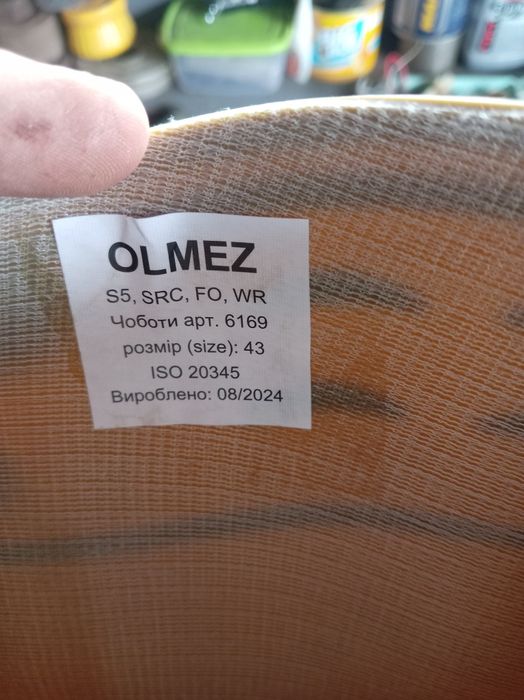 OLMEZ
S5, SRC, FO, WR
Чоботи арт. 6169
розмір (size): 43
ISO 20345
Вироблено: 08/2024